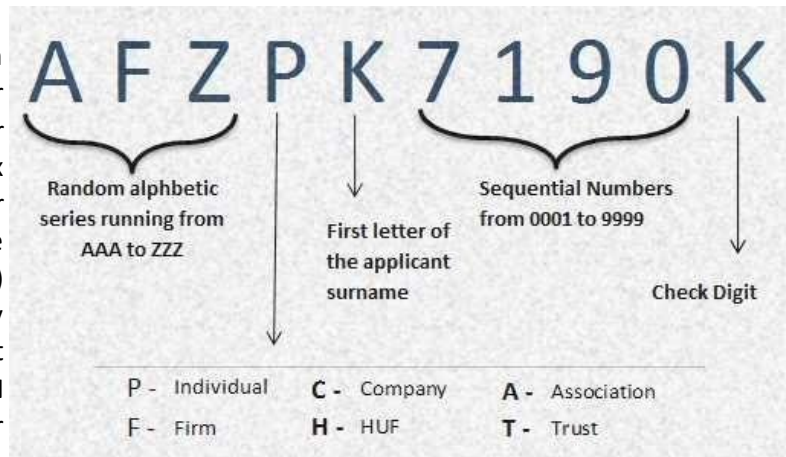 A F Z P K 7 1 9 0 K
Random alphbetic
series running from
AAA to ZZZ
First letter of
the applicant
surname
Sequential Numbers
from 0001 to 9999
Check Digit
P - Individual C - Company A - Association
F - Firm H - HUF T - Trust